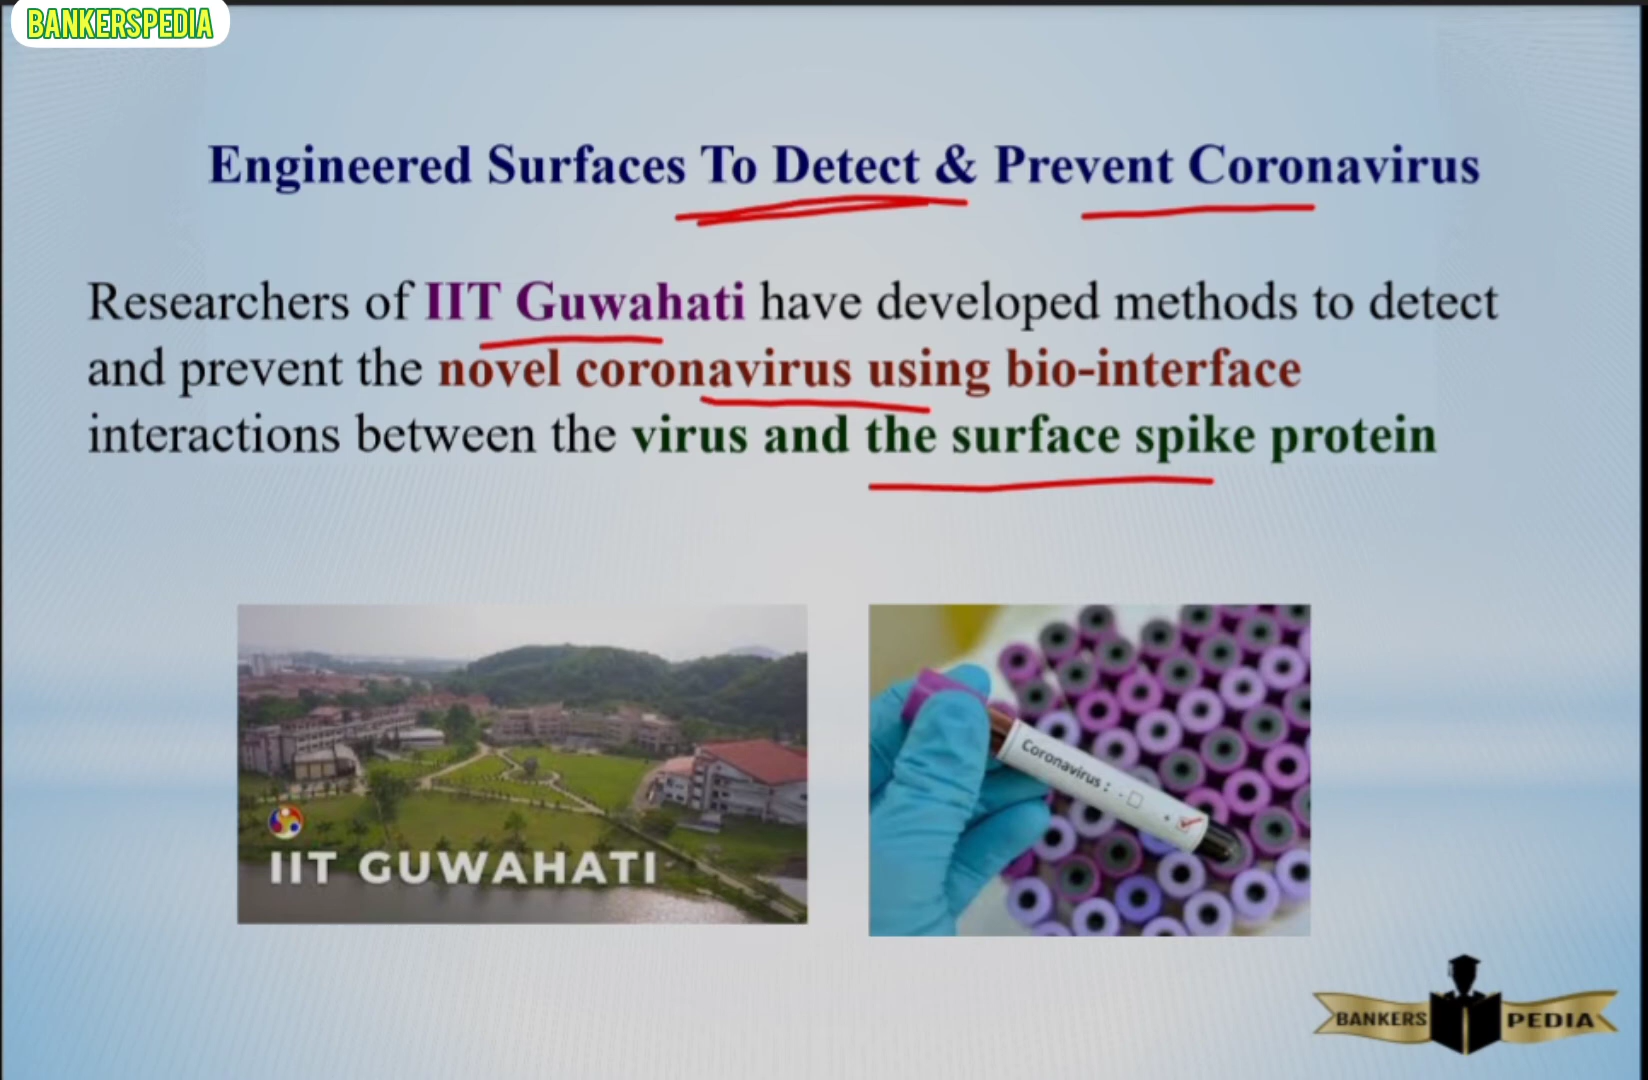 BANKERSPEDIA
Engineered Surfaces To Detect & Prevent Coronavirus
Researchers of IIT Guwahati have developed methods to detect
and prevent the novel coronavirus using bio-interface
interactions between the virus and the surface spike protein
IIT GUWAHATI
Coronavirus : - 
+
BANKERS PEDIA